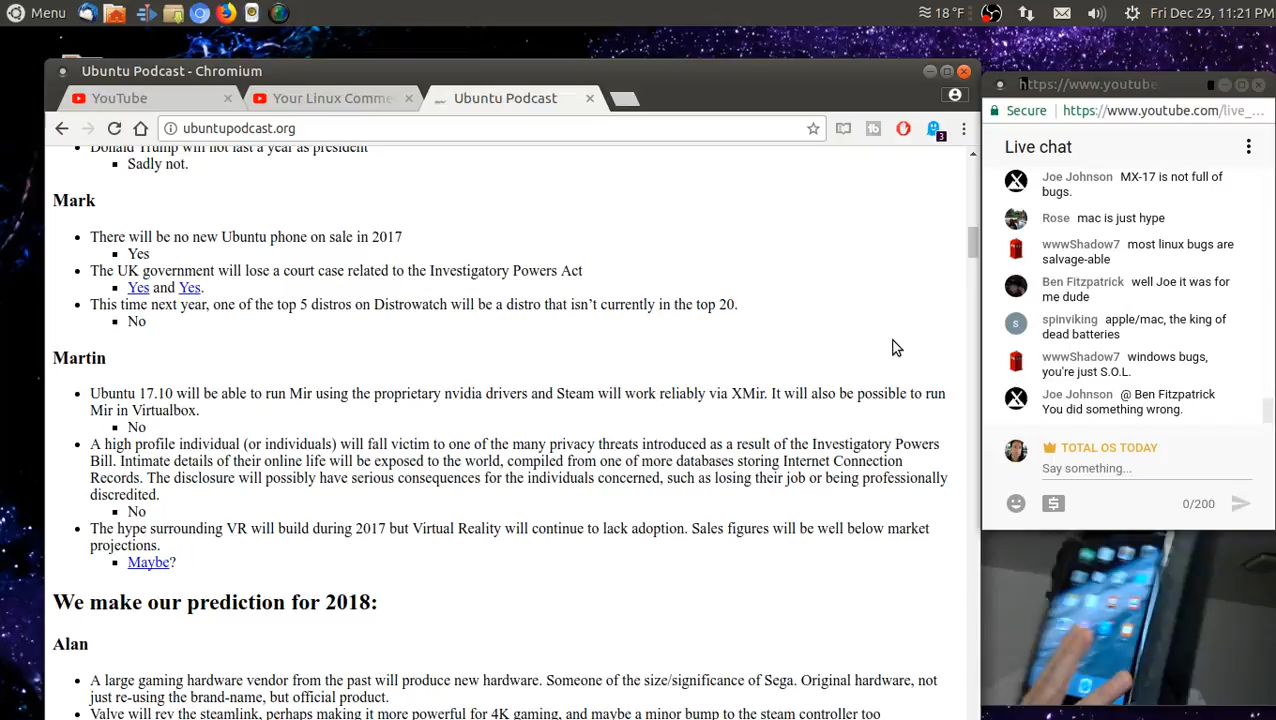 Menu
18 °F
Fri Dec 29, 11:21 PM
Ubuntu Podcast - Chromium
YouTube
Your Linux Comme
Ubuntu Podcast
ubuntupodcast.org
3
Donald Trump will not last a year as president
Sadly not.
Mark
There will be no new Ubuntu phone on sale in 2017
Yes
The UK government will lose a court case related to the Investigatory Powers Act
Yes and Yes.
This time next year, one of the top 5 distros on Distrowatch will be a distro that isn’t currently in the top 20.
No
Martin
Ubuntu 17.10 will be able to run Mir using the proprietary nvidia drivers and Steam will work reliably via XMir. It will also be possible to run
Mir in Virtualbox.
No
A high profile individual (or individuals) will fall victim to one of the many privacy threats introduced as a result of the Investigatory Powers
Bill. Intimate details of their online life will be exposed to the world, compiled from one of more databases storing Internet Connection
Records. The disclosure will possibly have serious consequences for the individuals concerned, such as losing their job or being professionally
discredited.
No
The hype surrounding VR will build during 2017 but Virtual Reality will continue to lack adoption. Sales figures will be well below market
projections.
Maybe?
We make our prediction for 2018:
Alan
A large gaming hardware vendor from the past will produce new hardware. Someone of the size/significance of Sega. Original hardware, not
just re-using the brand-name, but official product.
Valve will rev the steamlink, perhaps making it more powerful for 4K gaming, and maybe a minor bump to the steam controller too
https://www.youtube
Secure
https://www.youtube.com/live_...
Live chat
Joe Johnson MX-17 is not full of
bugs.
Rose mac is just hype
wwwShadow7 most linux bugs are
salvage-able
Ben Fitzpatrick well Joe it was for
me dude
S
spinviking apple/mac, the king of
dead batteries
wwwShadow7 windows bugs,
you're just S.O.L.
Joe Johnson @ Ben Fitzpatrick
You did something wrong.
TOTAL OS TODAY
Say something...
0/200